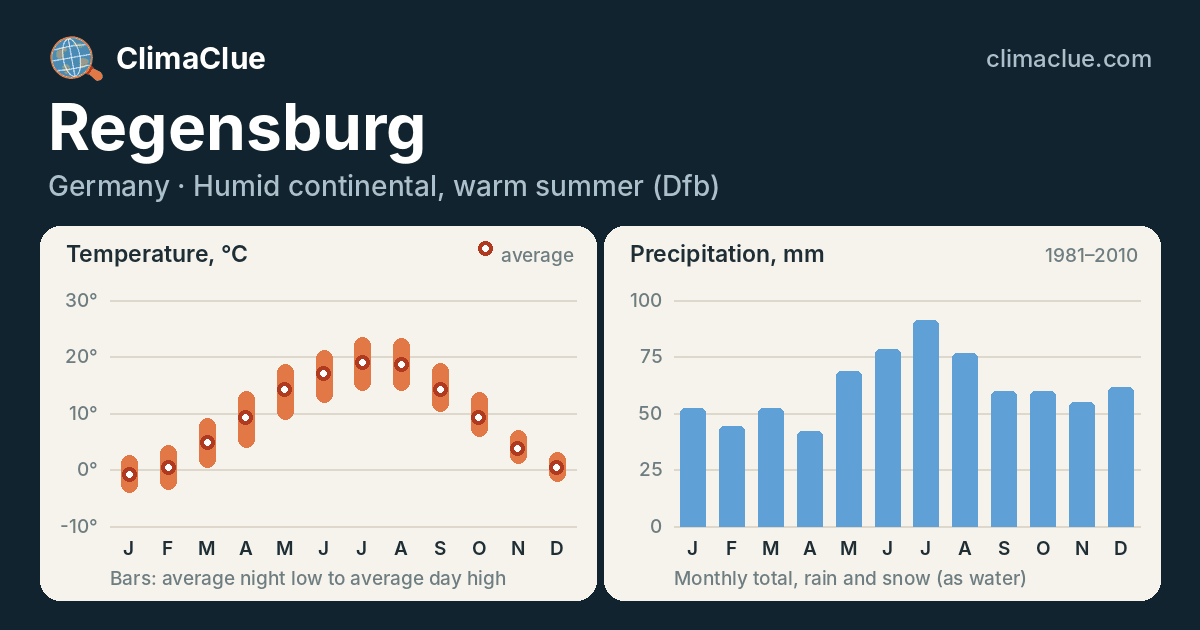 ClimaClue
climaclue.com
Regensburg
Germany · Humid continental, warm summer (Dfb)
Temperature, °C
average
30°
20°
10°
0°
-10°
J F M A M J J A S O N D
Bars: average night low to average day high
Precipitation, mm
1981–2010
100
75
50
25
0
J F M A M J J A S O N D
Monthly total, rain and snow (as water)